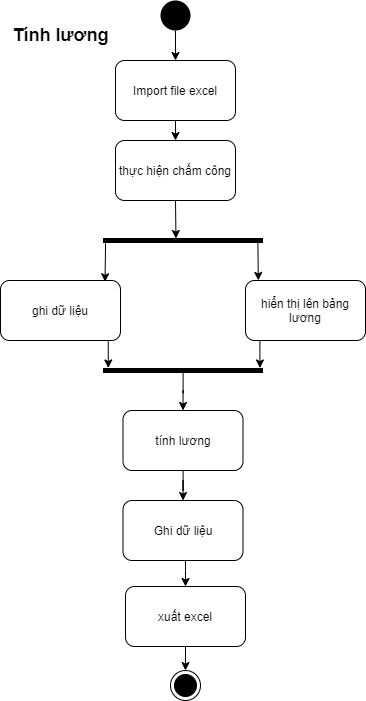 Tính lương
Import file excel
thực hiện chấm công
ghi dữ liệu
hiển thị lên bảng
lương
tính lương
Ghi dữ liệu
xuất excel